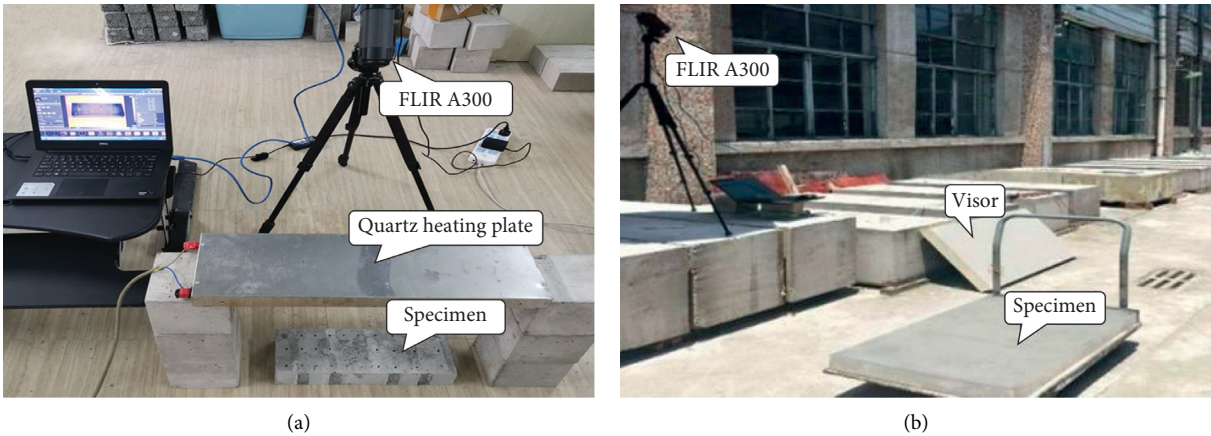 FLIR A300
Quartz heating plate
Specimen
(a)
FLIR A300
Visor
Specimen
(b)